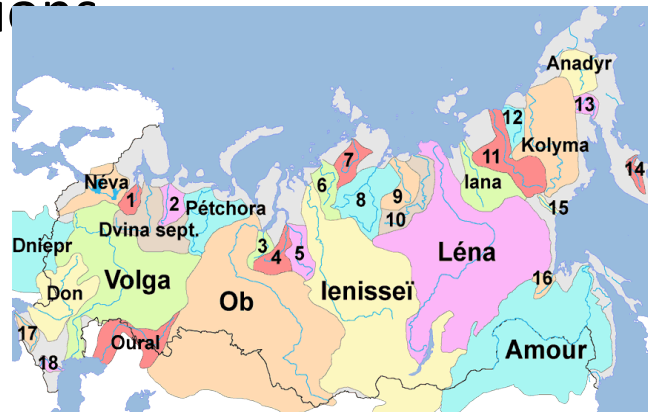 Anadyr
13
12
Kolyma
7
11
14
Néva
1
2
Pétchora
6
8
9
10
Iana
15
Dvina sept.
Dniepr
3
4
5
Léna
16
Volga
Don
Ob
Ienisseï
17
18
Oural
Amour